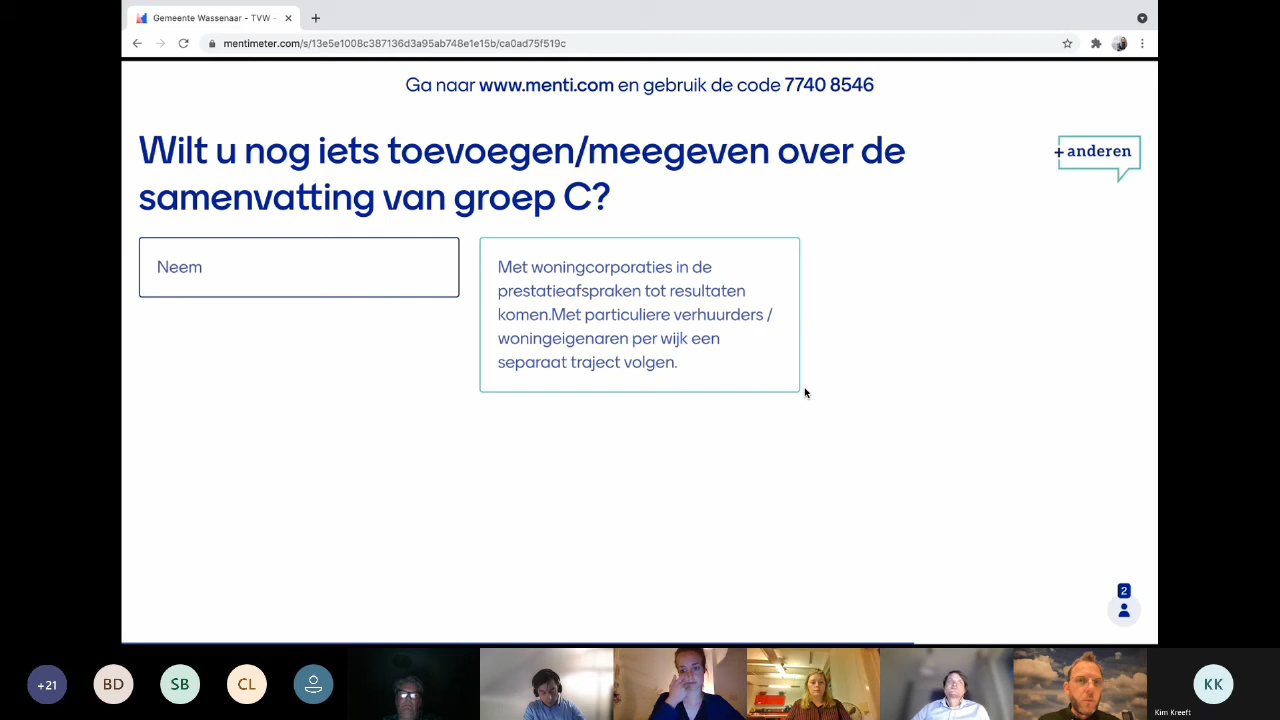 Gemeente Wassenaar - TVW -
mentimeter.com/s/13e5e1008c387136d3a95ab748e1e15b/ca0ad75f519c
Ga naar www.menti.com en gebruik de code 7740 8546
Wilt u nog iets toevoegen/meegeven over de
samenvatting van groep C?
+anderen
Neem
Met woningcorporaties in de
prestatieafspraken tot resultaten
komen.Met particuliere verhuurders /
woningeigenaren per wijk een
separaat traject volgen.
2
+21
BD
SB
CL
KK
Kim Kreeft